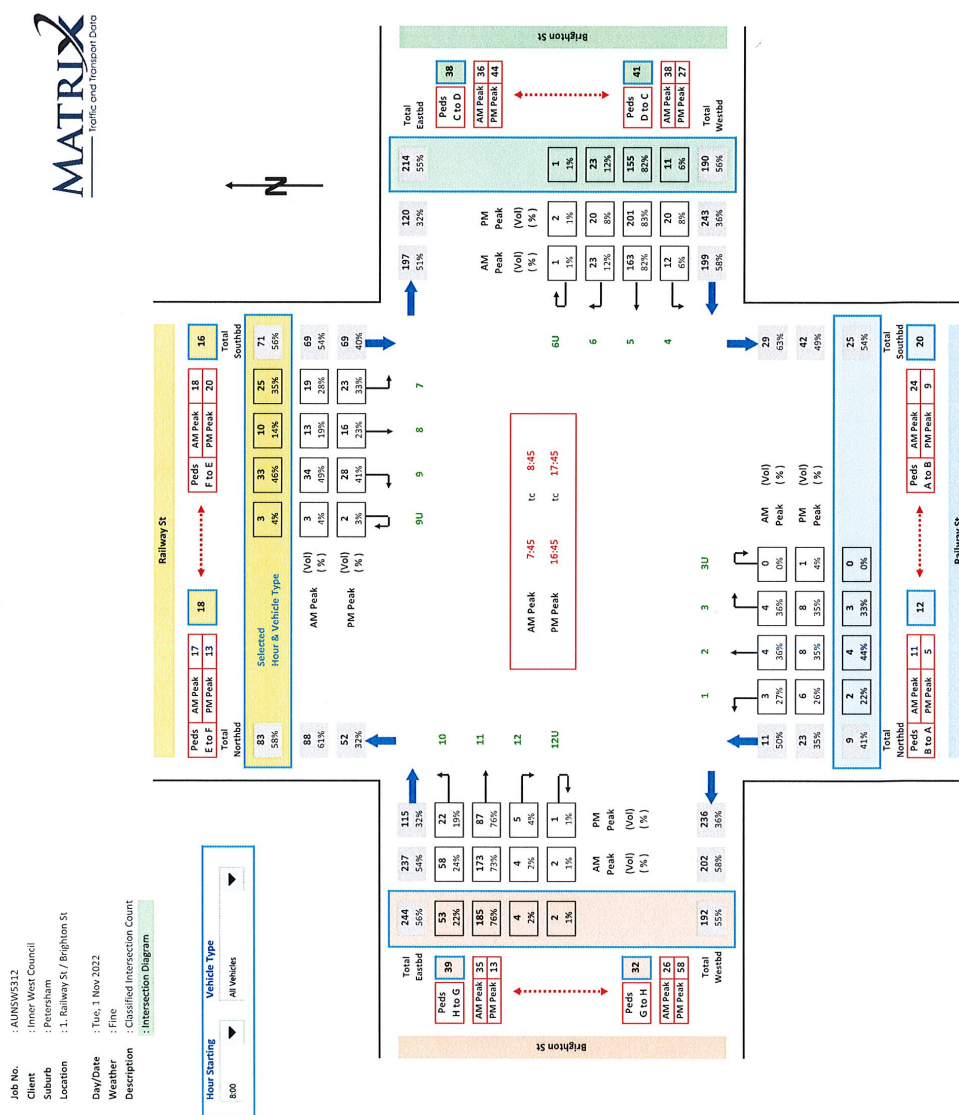 MATRIX
Traffic and Transport Data
Job No. : AUNSW5312
Client : Inner West Council
Suburb : Petersham
Location : 1. Railway St / Brighton St
Day/Date : Tue, 1 Nov 2022
Weather : Fine
Description : Classified Intersection Count
: Intersection Diagram
Hour Starting Vehicle Type
8:00 All Vehicles
N
Railway St
Peds E to F AM Peak 17 PM Peak 13
18
Peds F to E AM Peak 18 PM Peak 20
16
Total Northbd
Total Southbd
83 58%
Selected Hour & Vehicle Type
3 4%
33 46%
10 14%
25 35%
71 56%
88 61%
AM Peak (Vol) (%)
3 4%
34 49%
13 19%
19 28%
69 54%
52 32%
PM Peak (Vol) (%)
2 3%
28 41%
16 23%
23 33%
69 40%
9U 9 8 7
Brighton St
Total Eastbd
244 56%
237 54%
115 32%
Peds H to G 39
AM Peak 35
PM Peak 13
53 22%
58 24%
22 19%
10
185 76%
173 73%
87 76%
11
4 2%
4 2%
5 4%
12
2 1%
2 1%
1 1%
12U
Peds G to H 32
AM Peak 26
PM Peak 58
AM Peak (Vol) (%)
PM Peak (Vol) (%)
Total Westbd
192 55%
202 58%
236 36%
AM Peak 7:45 tc 8:45
PM Peak 16:45 tc 17:45
Brighton St
197 51%
120 32%
214 55%
Total Eastbd
Peds C to D 38
AM Peak 36
PM Peak 44
AM Peak (Vol) (%)
PM Peak (Vol) (%)
6U
1 1%
2 1%
1 1%
6
23 12%
20 8%
23 12%
5
163 82%
201 83%
155 82%
4
12 6%
20 8%
11 6%
Peds D to C 41
AM Peak 38
PM Peak 27
199 58%
243 36%
190 56%
Total Westbd
1 2 3 3U
11 50%
3 27%
4 36%
4 36%
0 0%
AM Peak (Vol) (%)
29 63%
23 35%
6 26%
8 35%
8 35%
1 4%
PM Peak (Vol) (%)
42 49%
9 41%
2 22%
4 44%
3 33%
0 0%
25 54%
Total Northbd
Total Southbd
Peds B to A AM Peak 11 PM Peak 5
12
Peds A to B AM Peak 24 PM Peak 9
20
Railway St